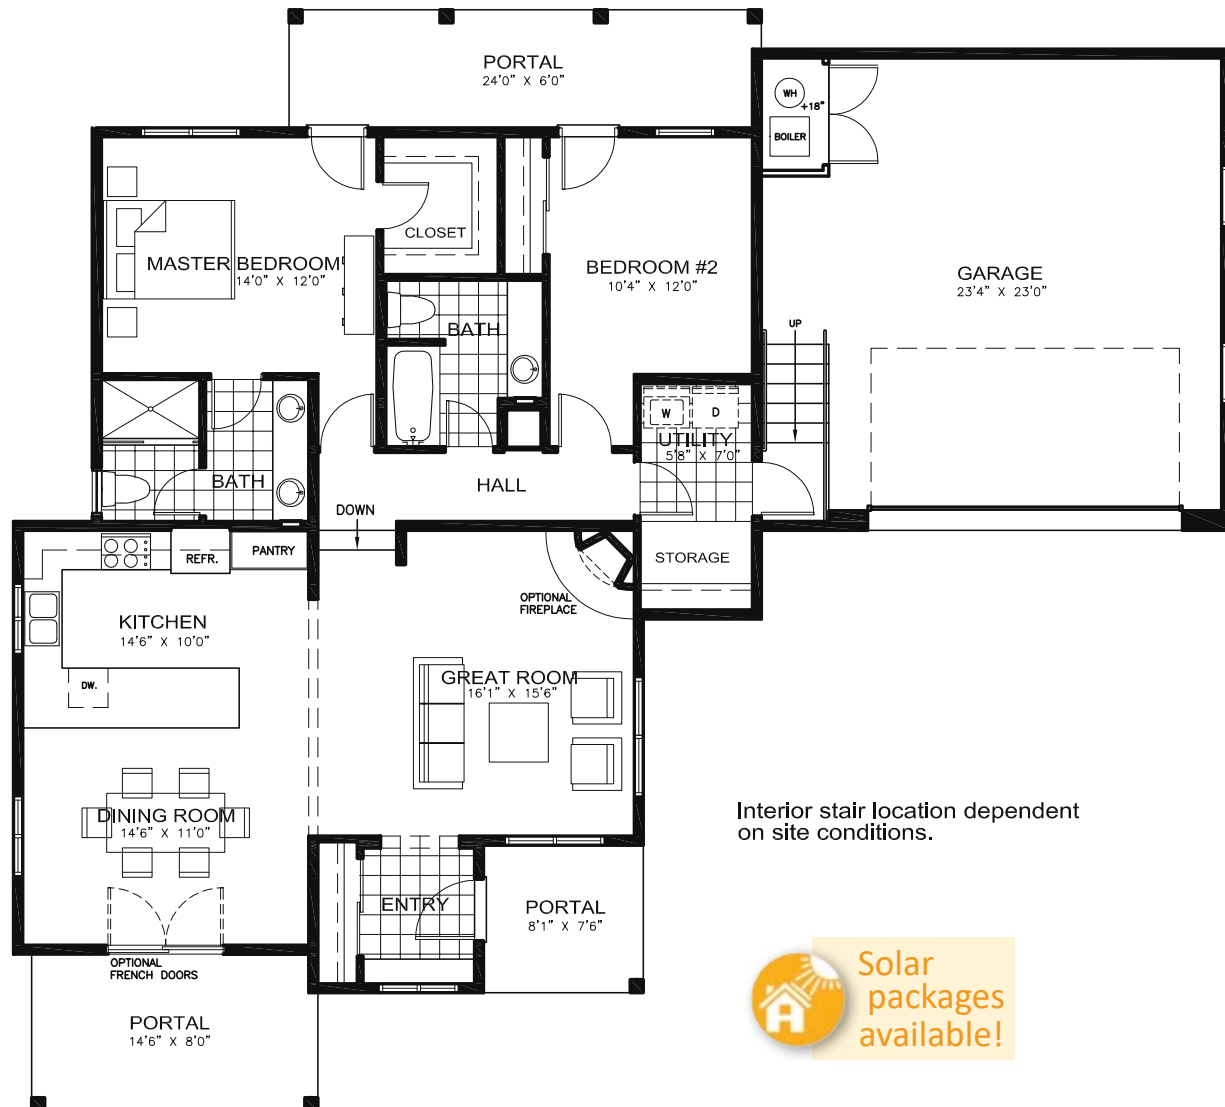 PORTAL
24'0" X 6'0"
WH
+18"
BOILER
CLOSET
MASTER BEDROOM
14'0" X 12'0"
BEDROOM #2
10'4" X 12'0"
GARAGE
23'4" X 23'0"
BATH
UP
W
D
UTILITY
5'8" X 7'0"
BATH
HALL
DOWN
REFR.
PANTRY
STORAGE
OPTIONAL
FIREPLACE
KITCHEN
14'6" X 10'0"
DW.
GREAT ROOM
16'1" X 15'6"
DINING ROOM
14'6" X 11'0"
Interior stair location dependent
on site conditions.
ENTRY
PORTAL
8'1" X 7'6"
OPTIONAL
FRENCH DOORS
PORTAL
14'6" X 8'0"
Solar
packages
available!